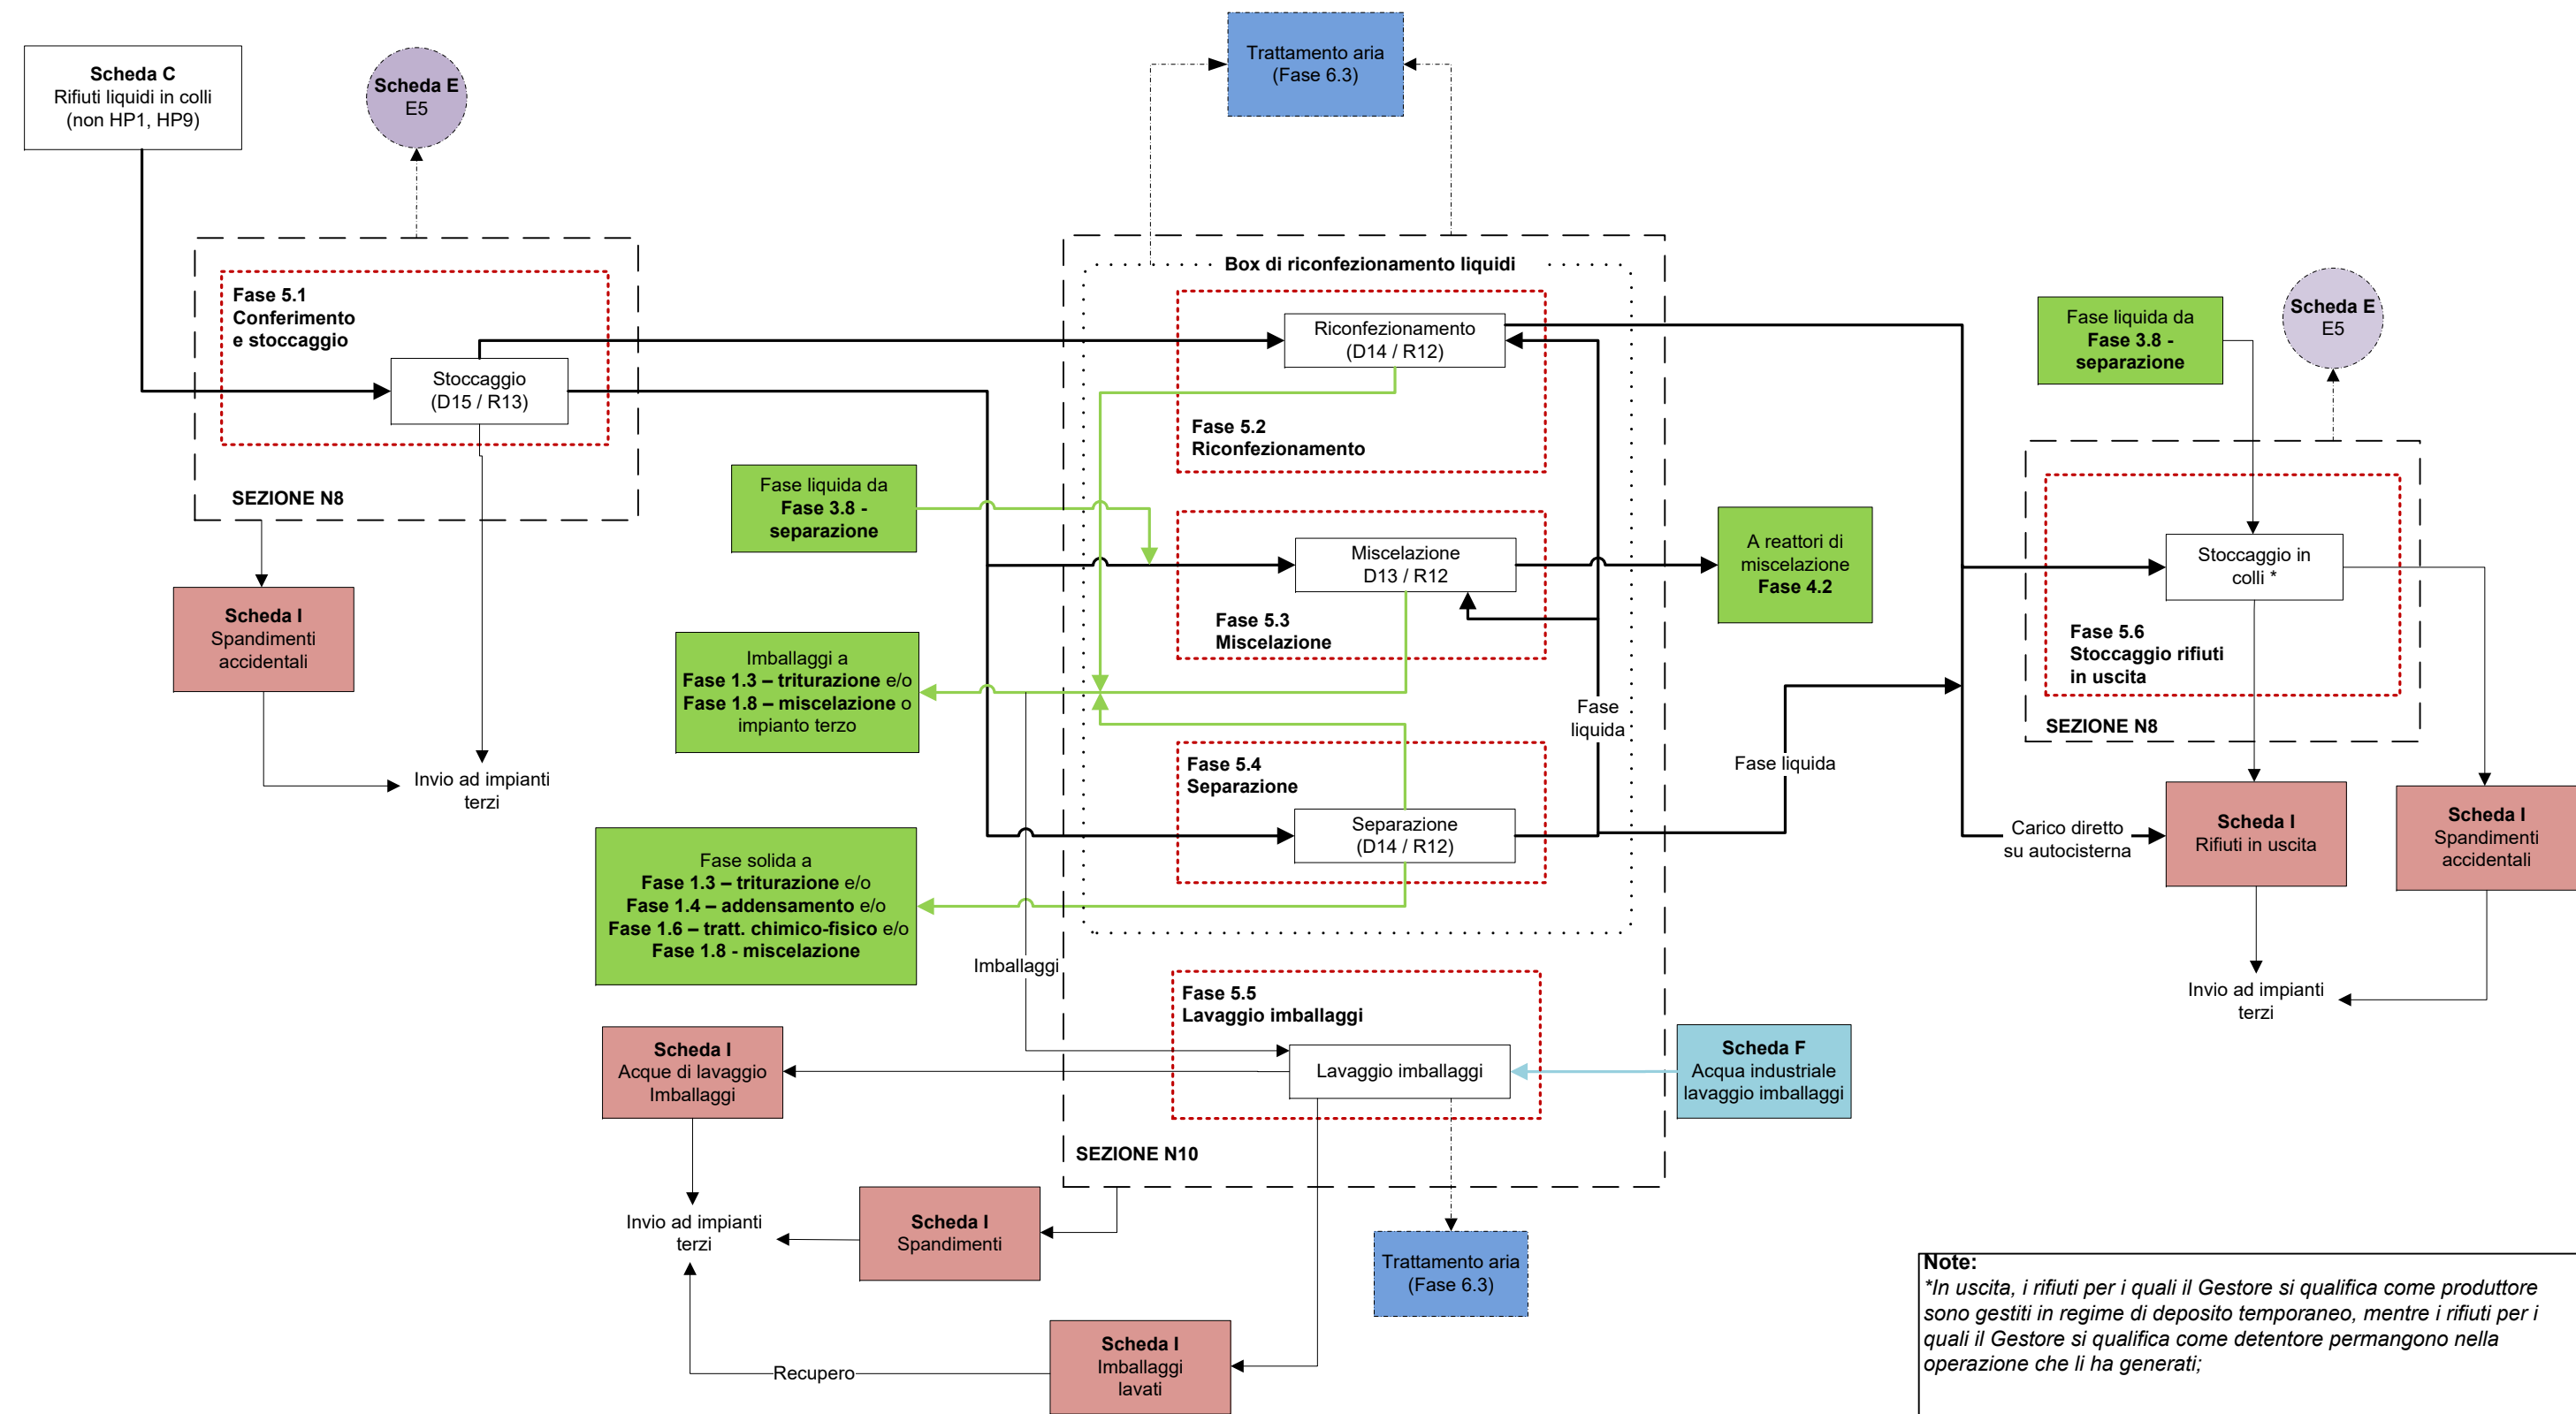 Scheda C
Rifiuti liquidi in colli
(non HP1, HP9)
Scheda E
E5
Trattamento aria
(Fase 6.3)
Fase 5.1
Conferimento
e stoccaggio
Stoccaggio
(D15 / R13)
SEZIONE N8
Scheda I
Spandimenti
accidentali
Invio ad impianti
terzi
Box di riconfezionamento liquidi
Riconfezionamento
(D14 / R12)
Fase 5.2
Riconfezionamento
Fase liquida da
Fase 3.8 -
separazione
Miscelazione
D13 / R12
Fase 5.3
Miscelazione
A reattori di
miscelazione
Fase 4.2
Imballaggi a
Fase 1.3 – triturazione e/o
Fase 1.8 – miscelazione o
impianto terzo
Fase
liquida
Fase liquida
Fase 5.4
Separazione
Separazione
(D14 / R12)
Fase solida a
Fase 1.3 – triturazione e/o
Fase 1.4 – addensamento e/o
Fase 1.6 – tratt. chimico-fisico e/o
Fase 1.8 - miscelazione
Imballaggi
Fase 5.5
Lavaggio imballaggi
Lavaggio imballaggi
Scheda F
Acqua industriale
lavaggio imballaggi
Scheda I
Acque di lavaggio
Imballaggi
SEZIONE N10
Invio ad impianti
terzi
Scheda I
Spandimenti
Trattamento aria
(Fase 6.3)
Scheda I
Imballaggi
lavati
Recupero
Fase liquida da
Fase 3.8 -
separazione
Scheda E
E5
Stoccaggio in
colli *
Fase 5.6
Stoccaggio rifiuti
in uscita
SEZIONE N8
Carico diretto
su autocisterna
Scheda I
Rifiuti in uscita
Scheda I
Spandimenti
accidentali
Invio ad impianti
terzi
Note:
*In uscita, i rifiuti per i quali il Gestore si qualifica come produttore
sono gestiti in regime di deposito temporaneo, mentre i rifiuti per i
quali il Gestore si qualifica come detentore permangono nella
operazione che li ha generati;